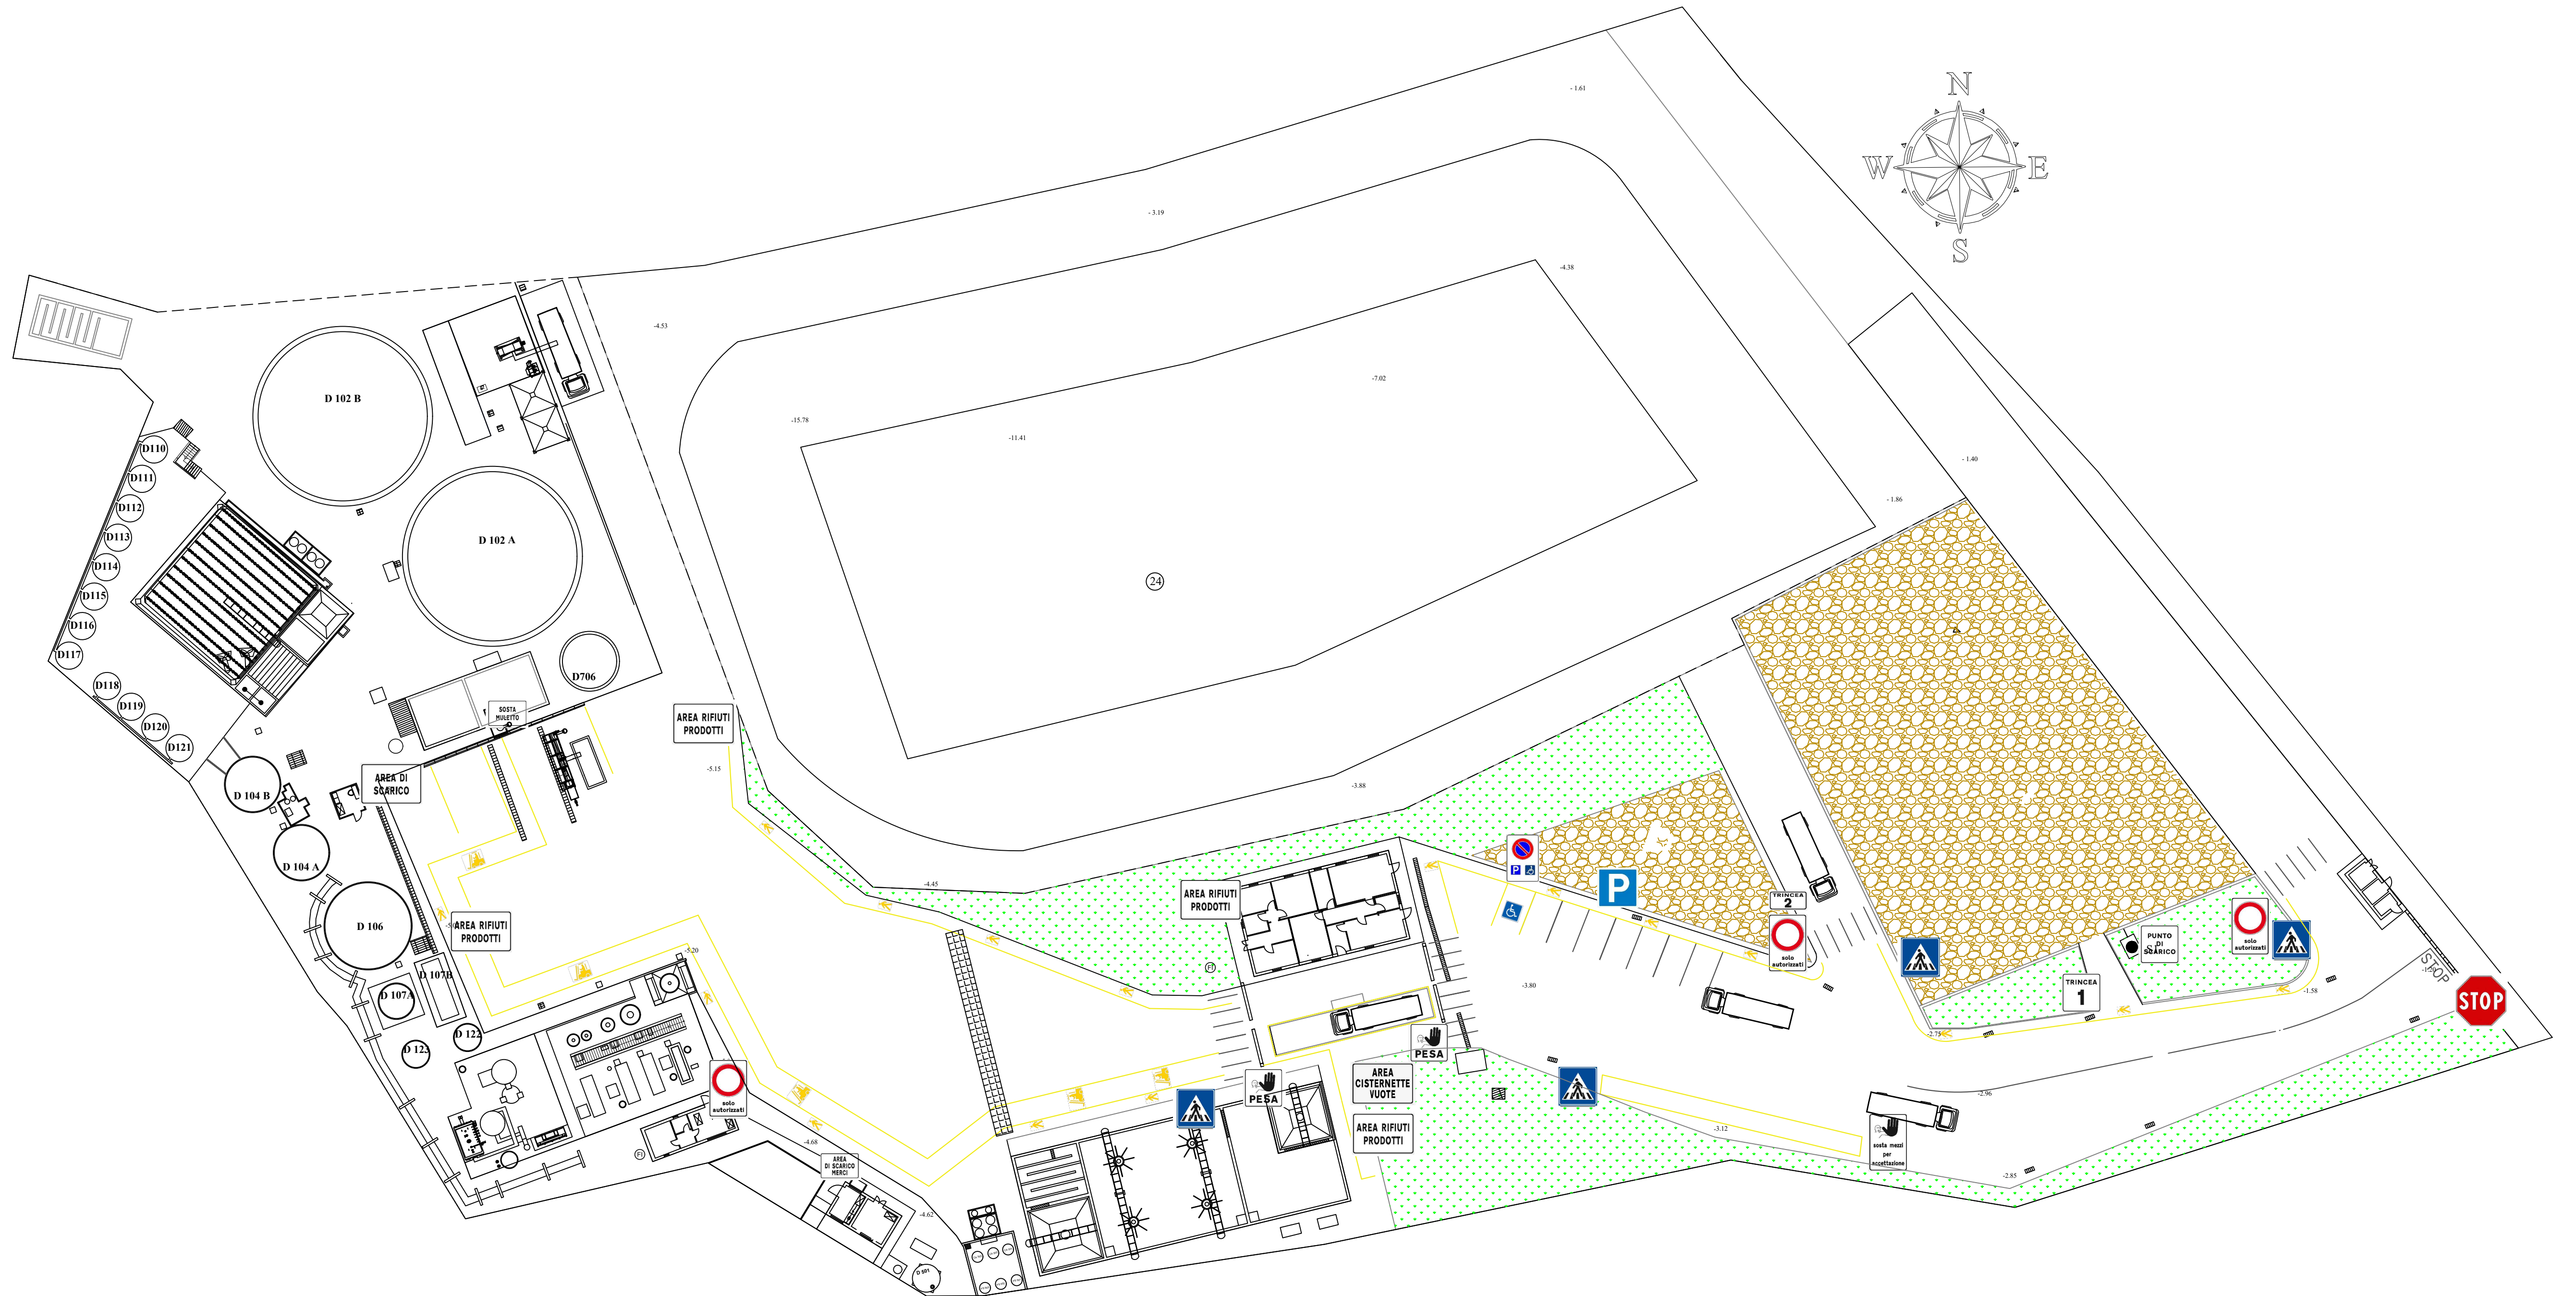 N
W
E
S
- 1.61
- 3.19
-4.38
-4.53
-7.02
-15.78
-11.41
- 1.40
- 1.86
24
D 102 B
D 102 A
D110
D111
D112
D113
D114
D115
D116
D117
D118
D119
D120
D121
D706
SOSTA
MULETTO
AREA RIFIUTI
PRODOTTI
-5.15
AREA DI
SCARICO
D 104 B
D 104 A
D 106
AREA RIFIUTI
PRODOTTI
-5.20
D 107B
D 107A
D 122
D 123
-3.88
-4.45
AREA RIFIUTI
PRODOTTI
P
P
TRINCEA
2
solo
autorizzati
-3.80
PESA
PESA
AREA
CISTERNETTE
VUOTE
AREA RIFIUTI
PRODOTTI
solo
autorizzati
-4.68
AREA
DI SCARICO
MERCI
-4.62
D 501
-3.12
-2.96
sosta mezzi
per
accettazione
-2.85
-2.75
TRINCEA
1
PUNTO
DI
SCARICO
solo
autorizzati
-1.58
STOP
STOP